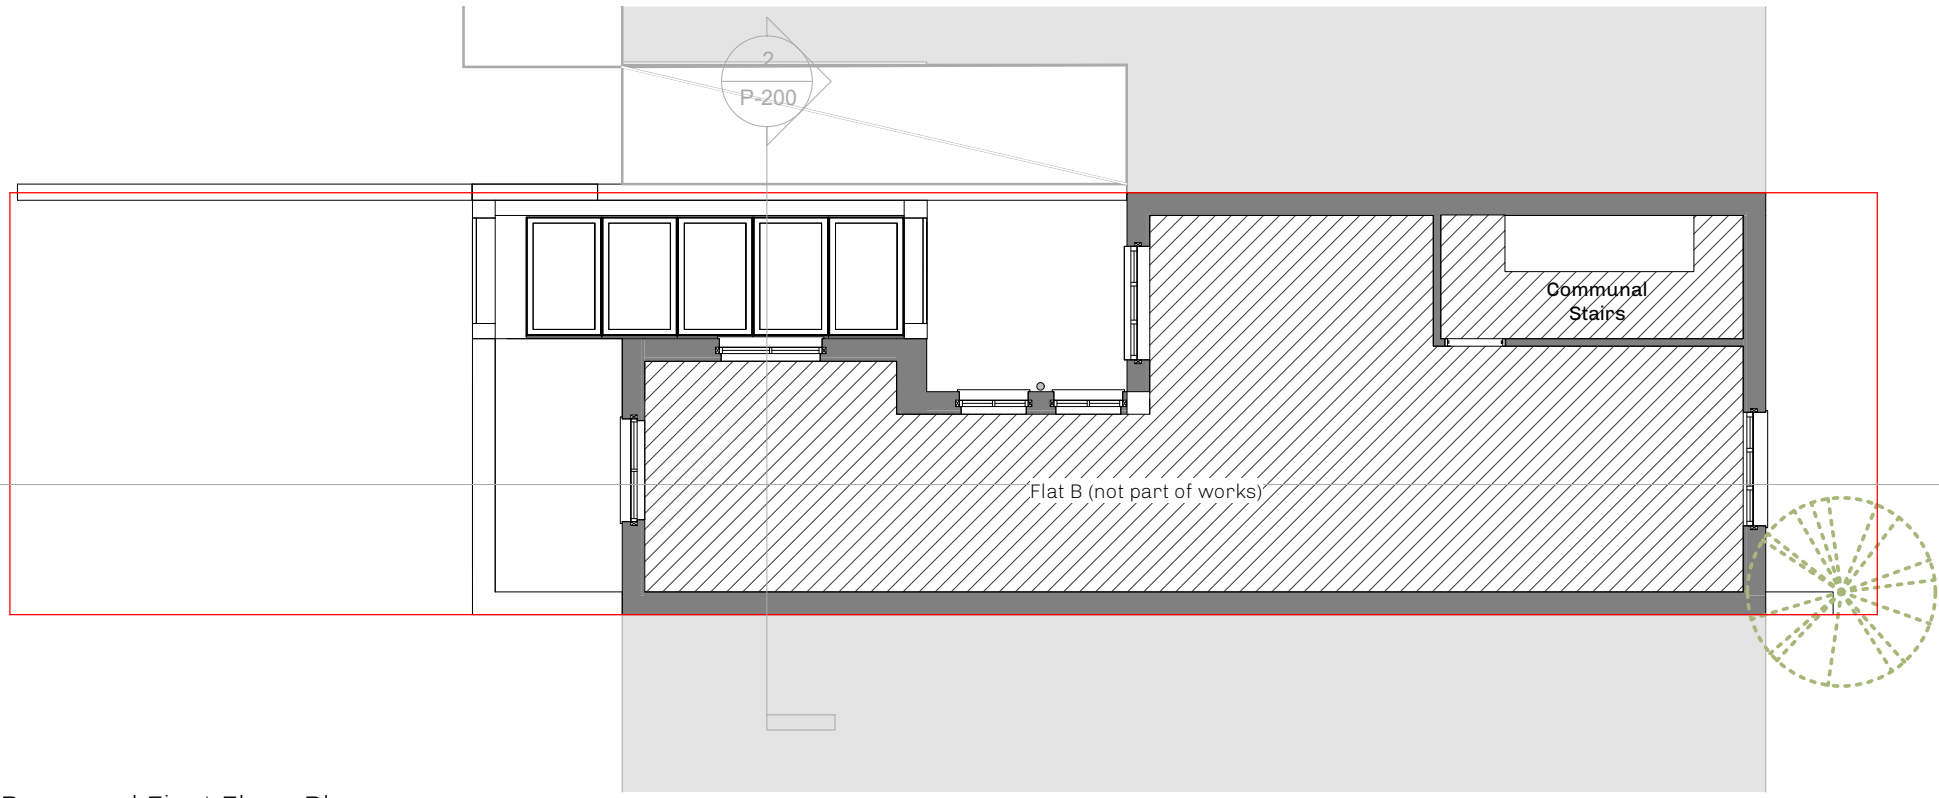 2
P-200
Communal
Stairs
Flat B (not part of works)